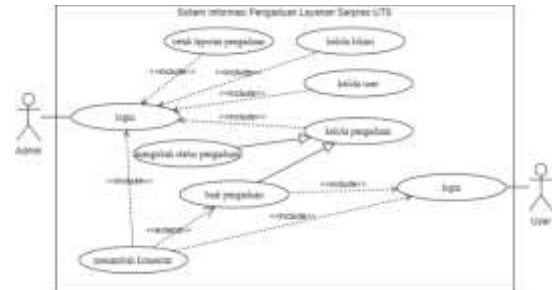 Sistem Informasi Pengaduan Layanan Sarpras UTS
cetak laporan pengaduan
kelola lokasi
<<include>>
<<include>>
kelola user
<<include>>
login
<<include>>
kelola pengaduan
Admin
mengubah status pengaduan
buat pengaduan
<<include>>
login
<<include>>
<<include>>
User
<<extend>>
menambah komentar